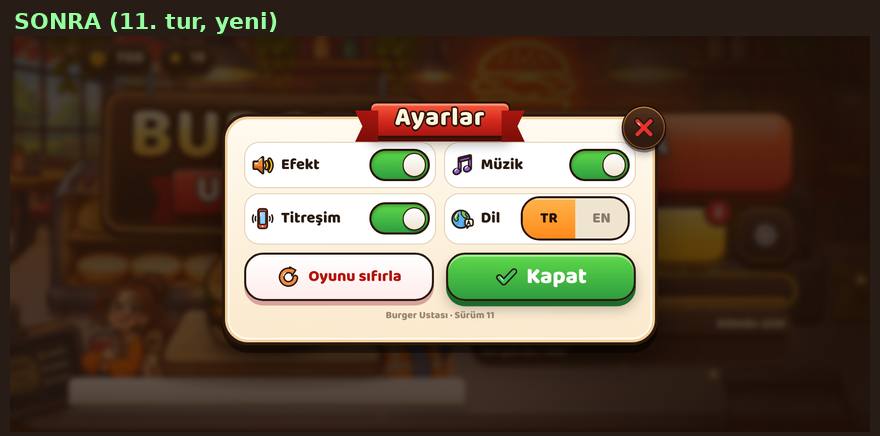 SONRA (11. tur, yeni)
Ayarlar
Efekt
Müzik
Titreşim
Dil TR EN
Oyunu sıfırla
Kapat
Burger Ustası · Sürüm 11